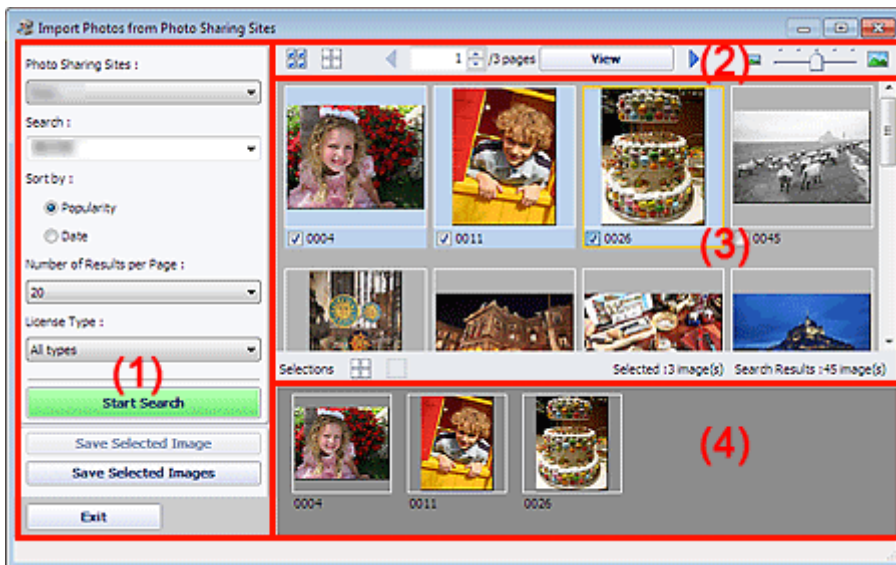 Import Photos from Photo Sharing Sites
Photo Sharing Sites :
Search :
Sort by :
Popularity
Date
Number of Results per Page :
20
License Type :
All types
(1)
Start Search
Save Selected Image
Save Selected Images
Exit
1 /3 pages View (2)
0004 0011 0026 0045
(3)
Selections Selected :3 image(s) Search Results :45 image(s)
(4)
0004 0011 0026